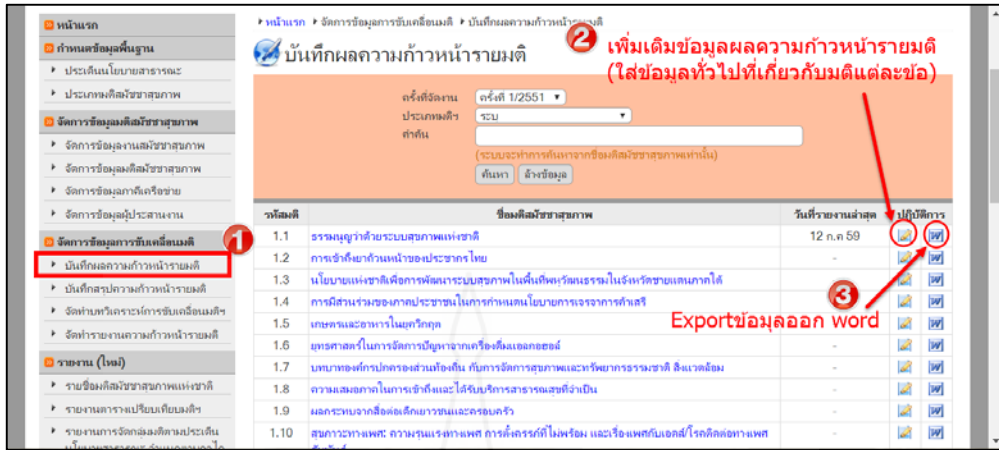 หน้าแรก
กำหนดข้อมูลพื้นฐาน
ประเด็นนโยบายสาธารณะ
ประเภทมติสมัชชาสุขภาพ
จัดการข้อมูลมติสมัชชาสุขภาพ
จัดการข้อมูลงานสมัชชาสุขภาพ
จัดการข้อมูลมติสมัชชาสุขภาพ
จัดการข้อมูลภาคีเครือข่าย
จัดการข้อมูลผู้ประสานงาน
จัดการข้อมูลการขับเคลื่อนมติ
บันทึกผลความก้าวหน้ารายมติ
บันทึกสรุปความก้าวหน้ารายมติ
จัดทำบทวิเคราะห์การขับเคลื่อนมติฯ
จัดทำรายงานความก้าวหน้ารายมติ
รายงาน (ใหม่)
รายชื่อมติสมัชชาสุขภาพแห่งชาติ
รายงานตารางเปรียบเทียบมติฯ
รายงานการจัดกลุ่มมติตามประเด็น
หน้าแรก จัดการข้อมูลการขับเคลื่อนมติ บันทึกผลความก้าวหน้ารายมติ
บันทึกผลความก้าวหน้ารายมติ
2 เพิ่มเติมข้อมูลผลความก้าวหน้ารายมติ
(ใส่ข้อมูลทั่วไปที่เกี่ยวกับมติแต่ละข้อ)
ครั้งที่จัดงาน ครั้งที่ 1/2551
ประเภทมติฯ ระบุ
คำค้น
(ระบบจะทำการค้นหาจากชื่อมติสมัชชาสุขภาพเท่านั้น)
ค้นหา ล้างข้อมูล
รหัสมติ ชื่อมติสมัชชาสุขภาพ วันที่รายงานล่าสุด ปฏิบัติการ
1
1.1 ธรรมนูญว่าด้วยระบบสุขภาพแห่งชาติ 12 ก.ค 59
1.2 การเข้าถึงยาถ้วนหน้าของประชากรไทย -
1.3 นโยบายแห่งชาติเพื่อการพัฒนาระบบสุขภาพในพื้นที่พหุวัฒนธรรมในจังหวัดชายแดนภาคใต้ -
1.4 การมีส่วนร่วมของภาคประชาชนในการกำหนดนโยบายการเจรจาการค้าเสรี -
3
Exportข้อมูลออก word
1.5 เกษตรและอาหารในยุควิกฤต
1.6 ยุทธศาสตร์ในการจัดการปัญหาจากเครื่องดื่มแอลกอฮอล์ -
1.7 บทบาทองค์กรปกครองส่วนท้องถิ่น กับการจัดการสุขภาพและทรัพยากรธรรมชาติ สิ่งแวดล้อม -
1.8 ความเสมอภาคในการเข้าถึงและได้รับบริการสาธารณสุขที่จำเป็น -
1.9 ผลกระทบจากสื่อต่อเด็กเยาวชนและครอบครัว -
1.10 สุขภาวะทางเพศ: ความรุนแรงทางเพศ การตั้งครรภ์ที่ไม่พร้อม และเรื่องเพศกับเอดส์/โรคติดต่อทางเพศ -